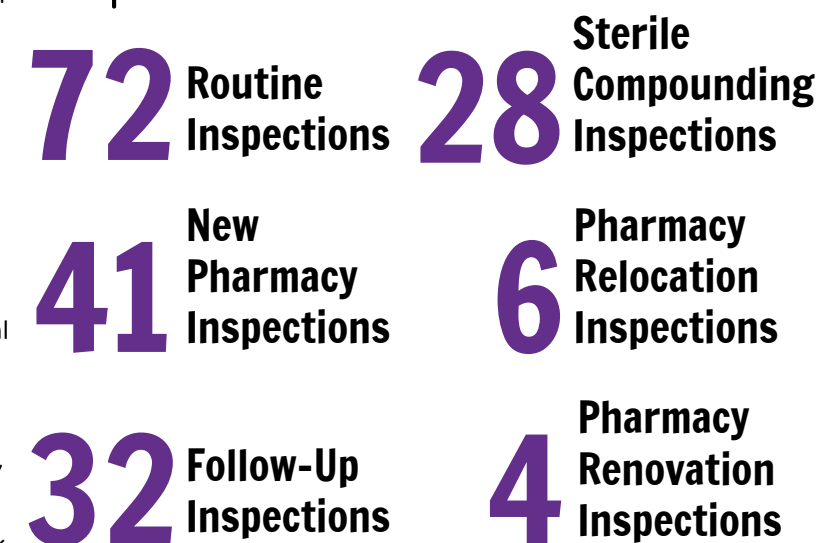 72 Routine
Inspections
28 Sterile
Compounding
Inspections
41 New
Pharmacy
Inspections
6 Pharmacy
Relocation
Inspections
32 Follow-Up
Inspections
4 Pharmacy
Renovation
Inspections